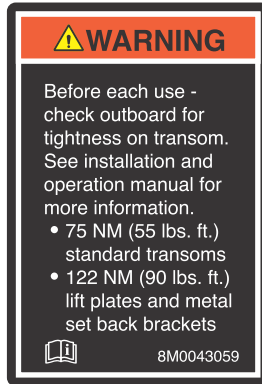 WARNING
Before each use -
check outboard for
tightness on transom.
See installation and
operation manual for
more information.
• 75 NM (55 lbs. ft.)
standard transoms
• 122 NM (90 lbs. ft.)
lift plates and metal
set back brackets
8M0043059